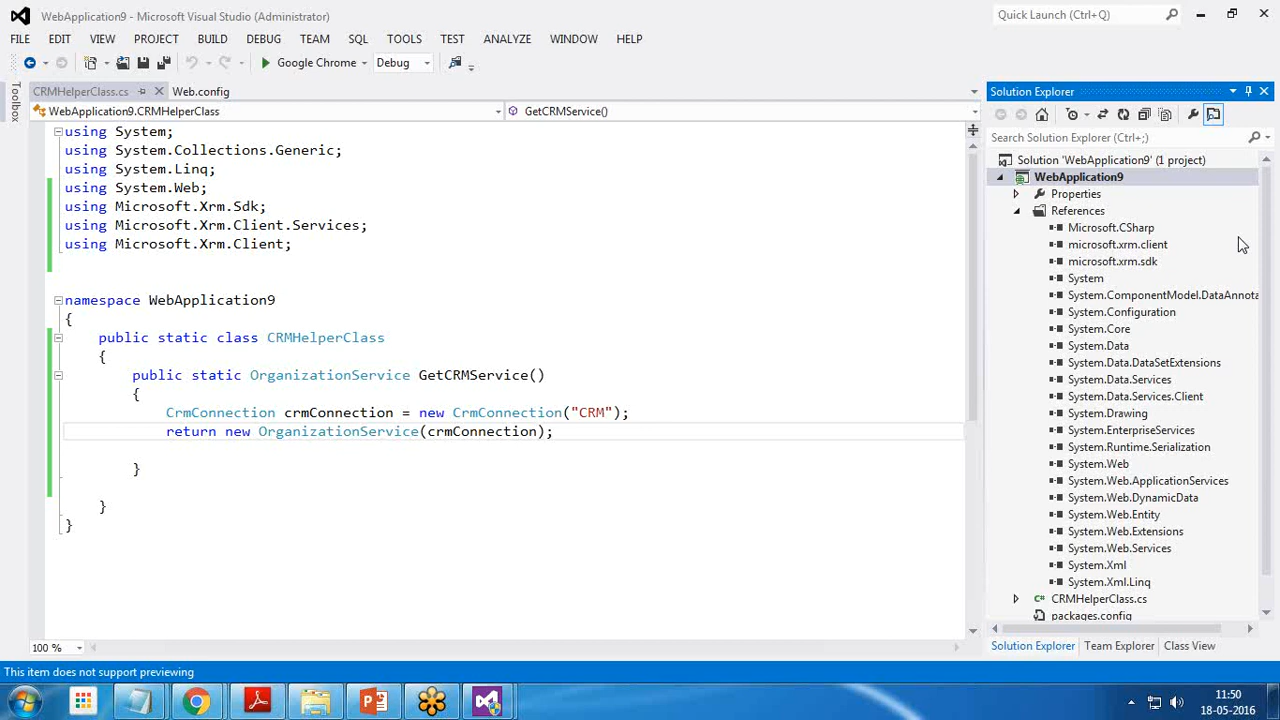 WebApplication9 - Microsoft Visual Studio (Administrator)
Quick Launch (Ctrl+Q)
FILE EDIT VIEW PROJECT BUILD DEBUG TEAM SQL TOOLS TEST ANALYZE WINDOW HELP
Google Chrome Debug
Toolbox
CRMHelperClass.cs Web.config
WebApplication9.CRMHelperClass GetCRMService()
using System;
using System.Collections.Generic;
using System.Linq;
using System.Web;
using Microsoft.Xrm.Sdk;
using Microsoft.Xrm.Client.Services;
using Microsoft.Xrm.Client;
namespace WebApplication9
{
public static class CRMHelperClass
{
public static OrganizationService GetCRMService()
{
CrmConnection crmConnection = new CrmConnection("CRM");
return new OrganizationService(crmConnection);
}
}
}
100 %
Solution Explorer
Search Solution Explorer (Ctrl+;)
Solution 'WebApplication9' (1 project)
WebApplication9
Properties
References
Microsoft.CSharp
microsoft.xrm.client
microsoft.xrm.sdk
System
System.ComponentModel.DataAnnota
System.Configuration
System.Core
System.Data
System.Data.DataSetExtensions
System.Data.Services
System.Data.Services.Client
System.Drawing
System.EnterpriseServices
System.Runtime.Serialization
System.Web
System.Web.ApplicationServices
System.Web.DynamicData
System.Web.Entity
System.Web.Extensions
System.Web.Services
System.Xml
System.Xml.Linq
C# CRMHelperClass.cs
packages.config
Solution Explorer Team Explorer Class View
This item does not support previewing
11:50
18-05-2016